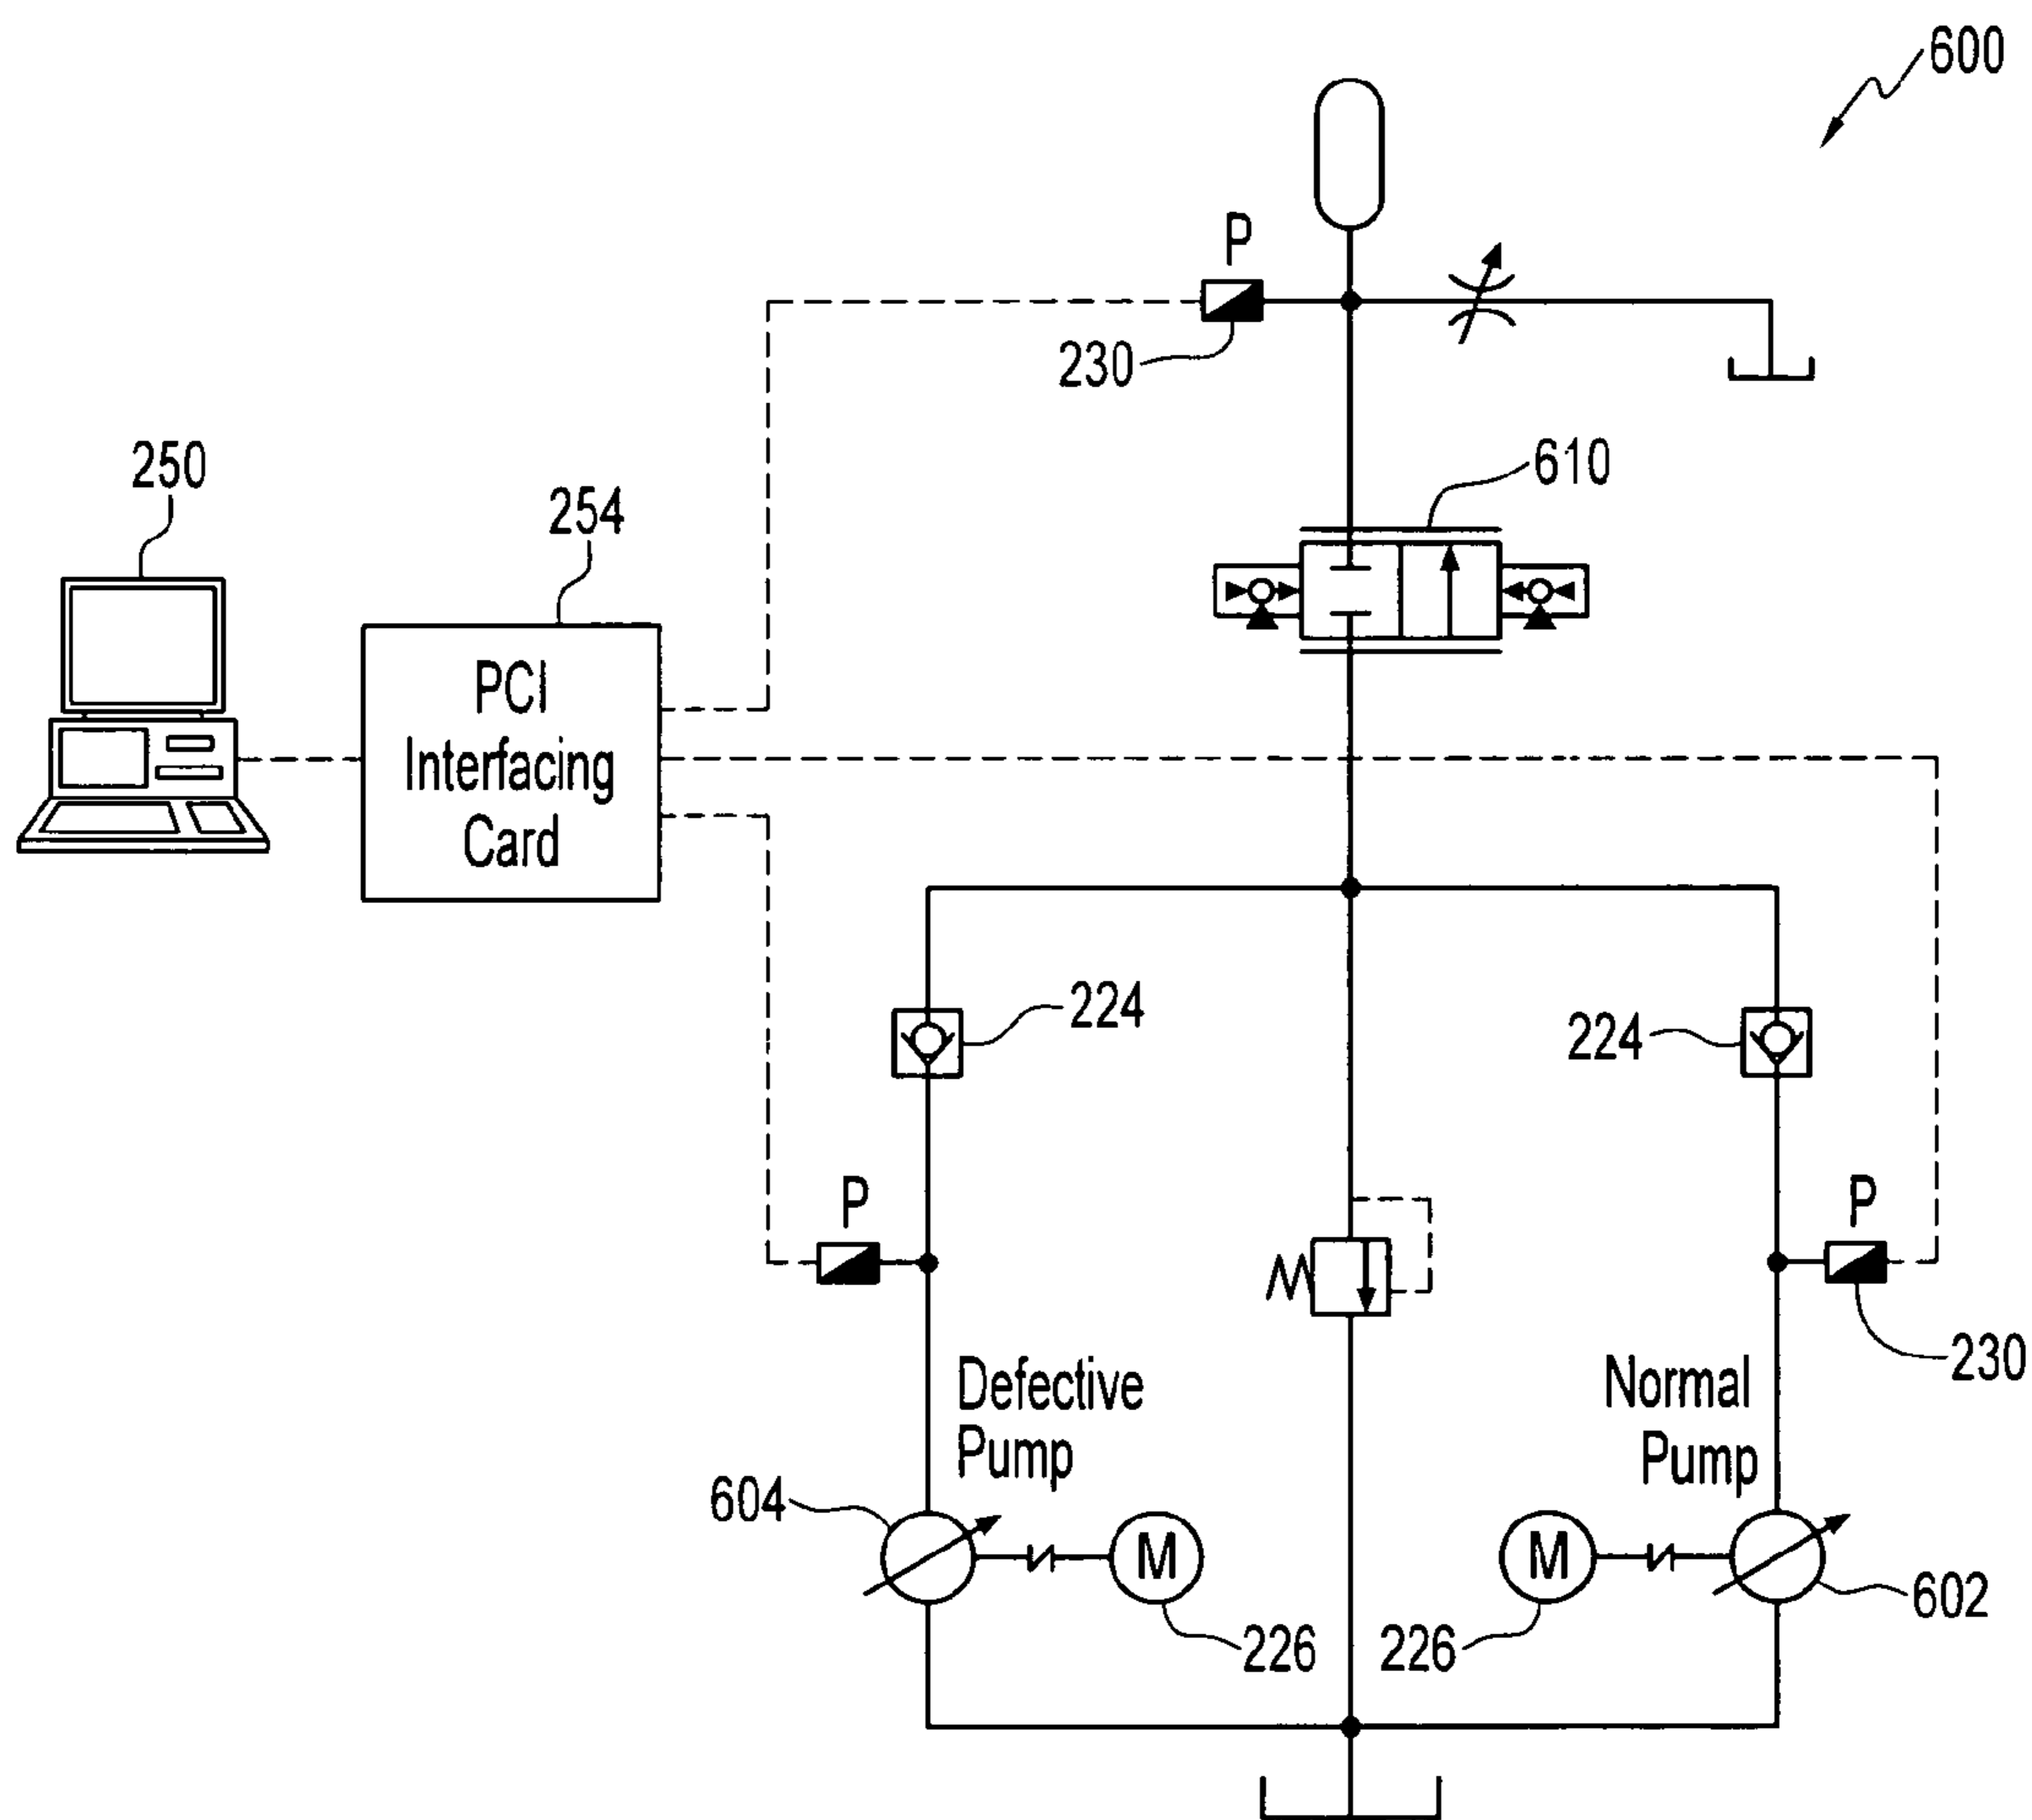 600
P
230
610
250
254
PCI
Interfacing
Card
224
224
P
P
230
Defective
Pump
Normal
Pump
604
M
M
602
226
226